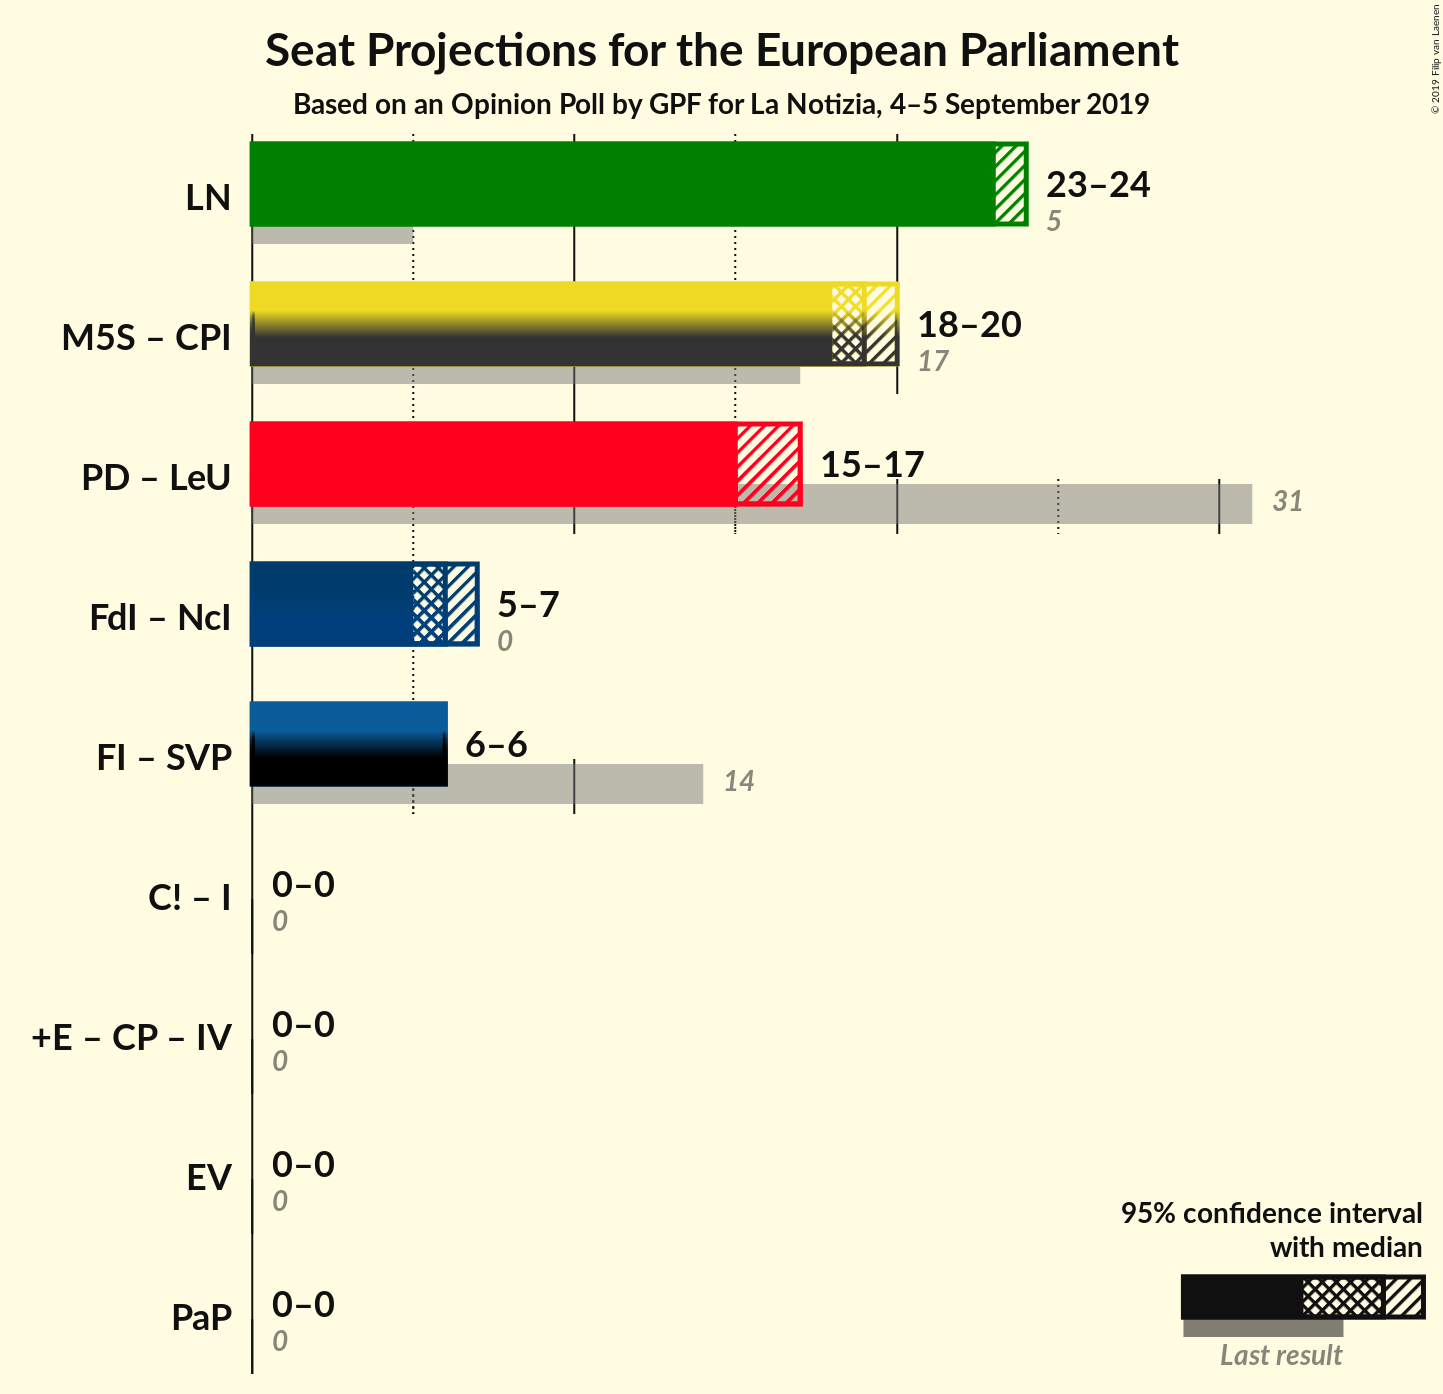 Seat Projections for the European Parliament
Based on an Opinion Poll by GPF for La Notizia, 4–5 September 2019
© 2019 Filip van Laenen
LN
23–24
5
M5S – CPI
18–20
17
PD – LeU
15–17
31
FdI – NcI
5–7
0
FI – SVP
6–6
14
C! – I
0–0
0
+E – CP – IV
0–0
0
EV
0–0
0
PaP
0–0
0
95% confidence interval
with median
Last result